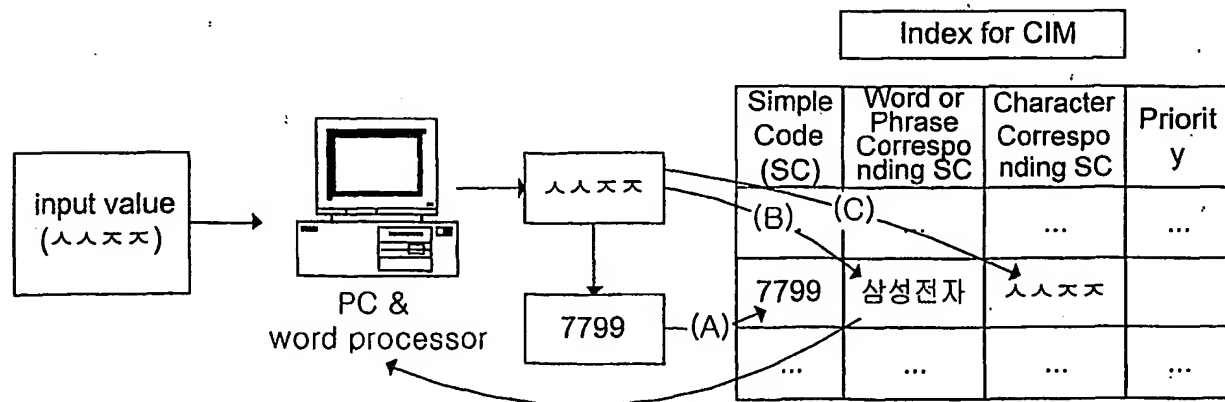 Index for CIM
Simple
Code
(SC)
Word or
Phrase
Correspo
nding SC
Character
Correspo
nding SC
Priorit
y
input value
(ㅅㅅㅈㅈ)
ㅅㅅㅈㅈ
(B)
(C)
...
...
...
PC &
word processor
7799
(A)
7799
삼성전자
ㅅㅅㅈㅈ
...
...
...
...